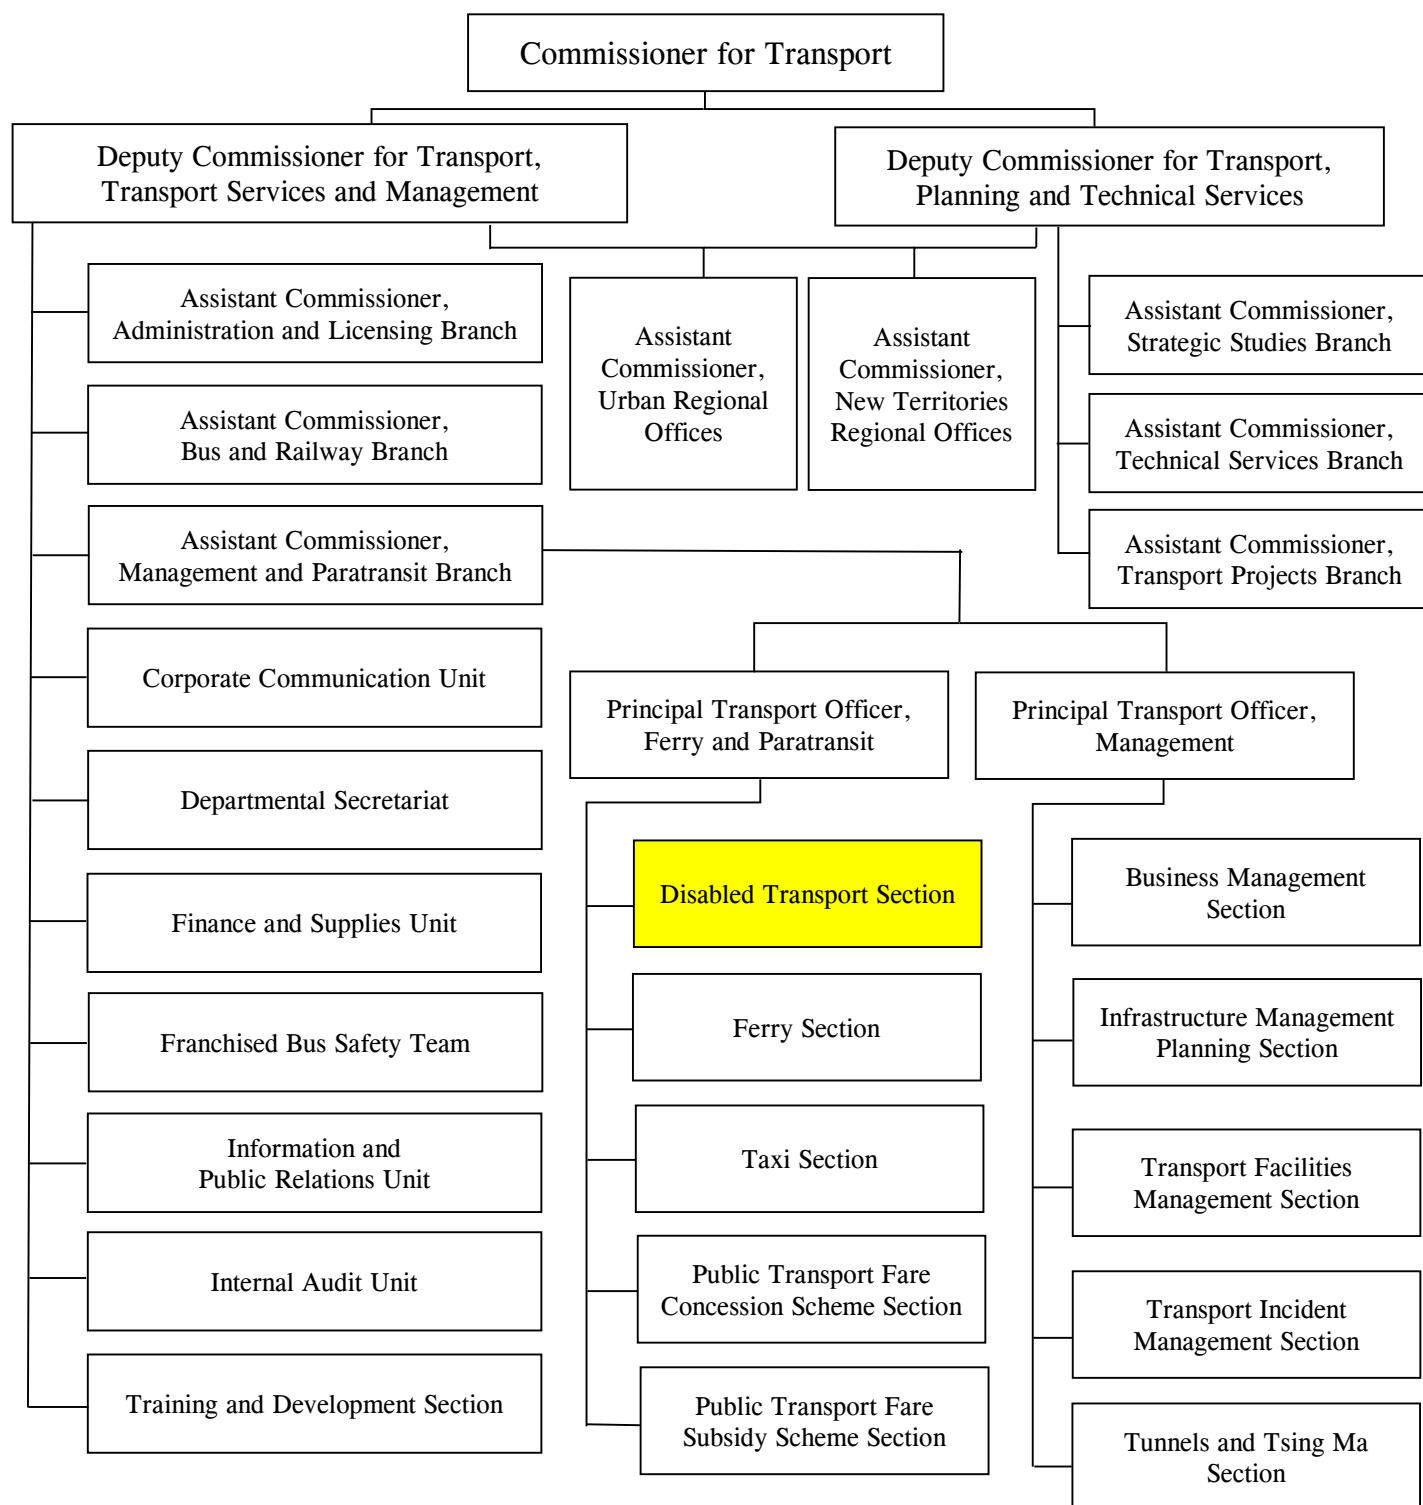 Commissioner for Transport
Deputy Commissioner for Transport,
Transport Services and Management
Deputy Commissioner for Transport,
Planning and Technical Services
Assistant Commissioner,
Administration and Licensing Branch
Assistant Commissioner,
Bus and Railway Branch
Assistant Commissioner,
Management and Paratransit Branch
Corporate Communication Unit
Departmental Secretariat
Finance and Supplies Unit
Franchised Bus Safety Team
Information and
Public Relations Unit
Internal Audit Unit
Training and Development Section
Assistant
Commissioner,
Urban Regional
Offices
Assistant
Commissioner,
New Territories
Regional Offices
Assistant Commissioner,
Strategic Studies Branch
Assistant Commissioner,
Technical Services Branch
Assistant Commissioner,
Transport Projects Branch
Principal Transport Officer,
Ferry and Paratransit
Disabled Transport Section
Ferry Section
Taxi Section
Public Transport Fare
Concession Scheme Section
Public Transport Fare
Subsidy Scheme Section
Principal Transport Officer,
Management
Business Management
Section
Infrastructure Management
Planning Section
Transport Facilities
Management Section
Transport Incident
Management Section
Tunnels and Tsing Ma
Section